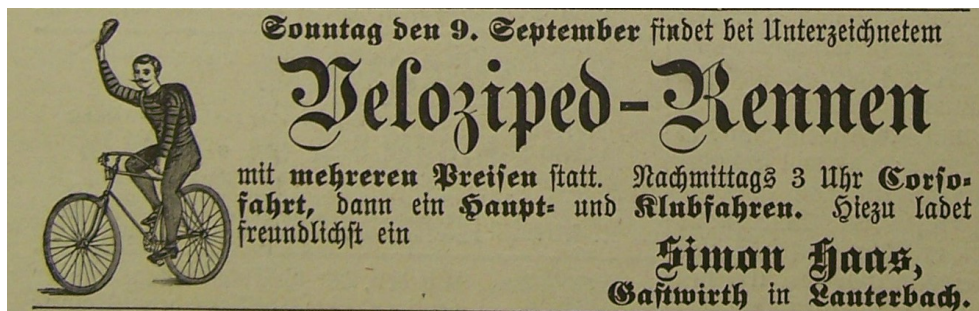 Sonntag den 9. September findet bei Unterzeichnetem
Veloziped-Rennen
mit mehreren Preisen statt. Nachmittags 3 Uhr Corso-
fahrt, dann ein Haupt- und Klubfahren. Hiezu ladet
freundlichst ein
Simon Haas,
Gastwirth in Lauterbach.